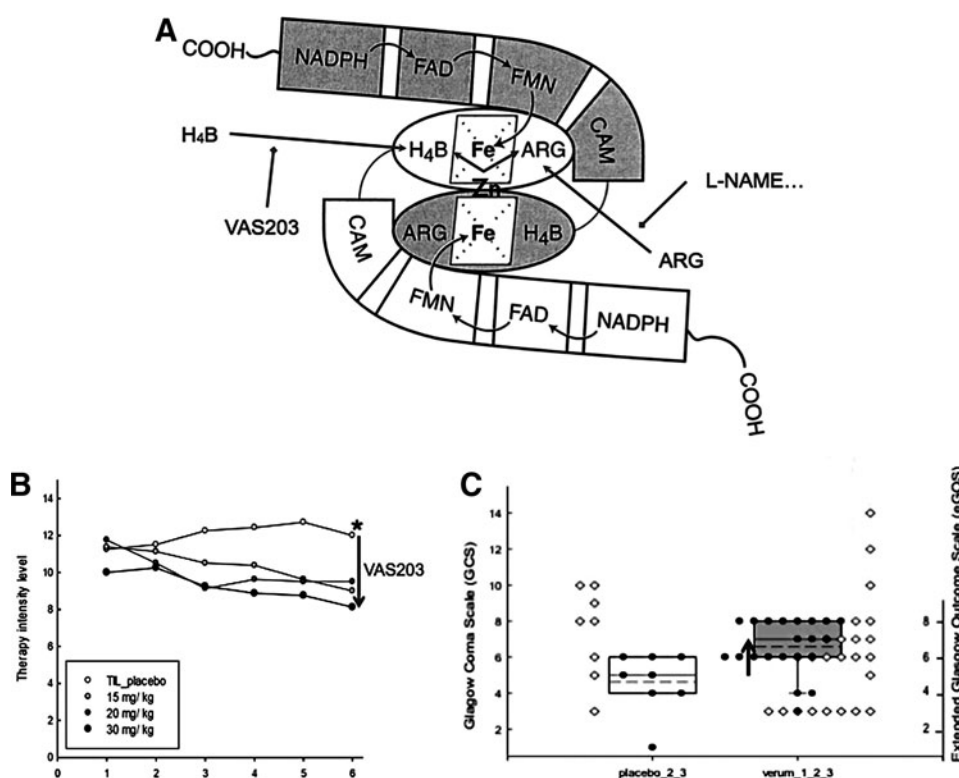 A
COOH
NADPH
FAD
FMN
CAM
H₄B
H₄B
Fe
ARG
Zn
L-NAME...
VAS203
CAM
ARG
Fe
H₄B
ARG
FMN
FAD
NADPH
COOH
B
Therapy intensity level
14
12
10
8
6
4
2
0
*
VAS203
TIL_placebo
15 mg/ kg
20 mg/ kg
30 mg/ kg
0 1 2 3 4 5 6
C
Glagow Coma Scale (GCS)
14
12
10
8
6
4
2
placebo_2_3
verum_1_2_3
8
6
4
2
Extended Glasgow Outcome Scale (eGOS)